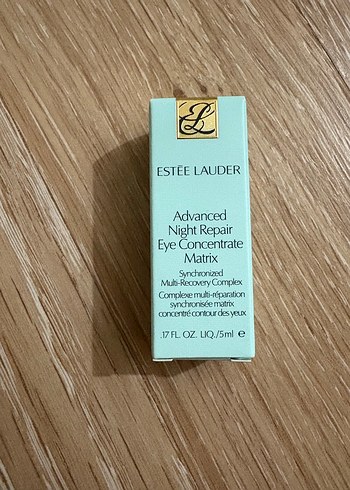 EL
ESTĒE LAUDER
Advanced
Night Repair
Eye Concentrate
Matrix
Synchronized
Multi-Recovery Complex
Complexe multi-réparation
synchronisée matrix
concentré contour des yeux
.17 FL. OZ. LIQ./5ml ℮